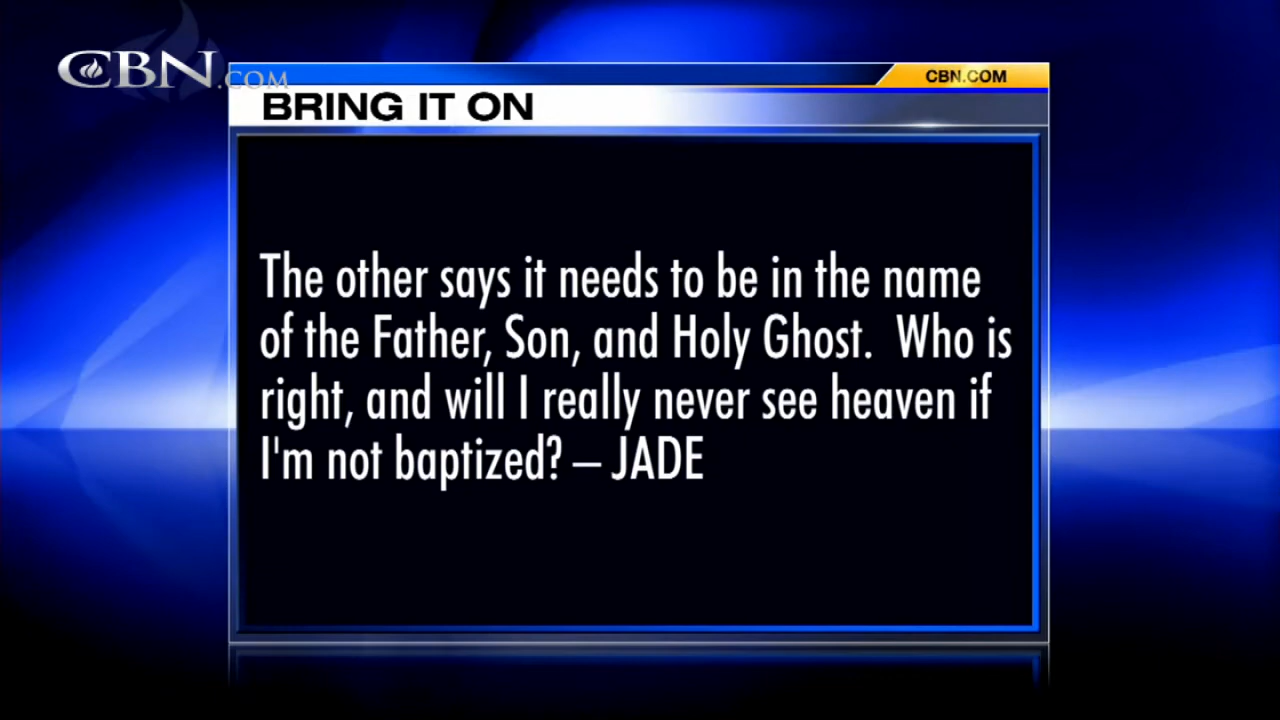 CBN.COM
CBN.COM
BRING IT ON
The other says it needs to be in the name
of the Father, Son, and Holy Ghost. Who is
right, and will I really never see heaven if
I'm not baptized? – JADE